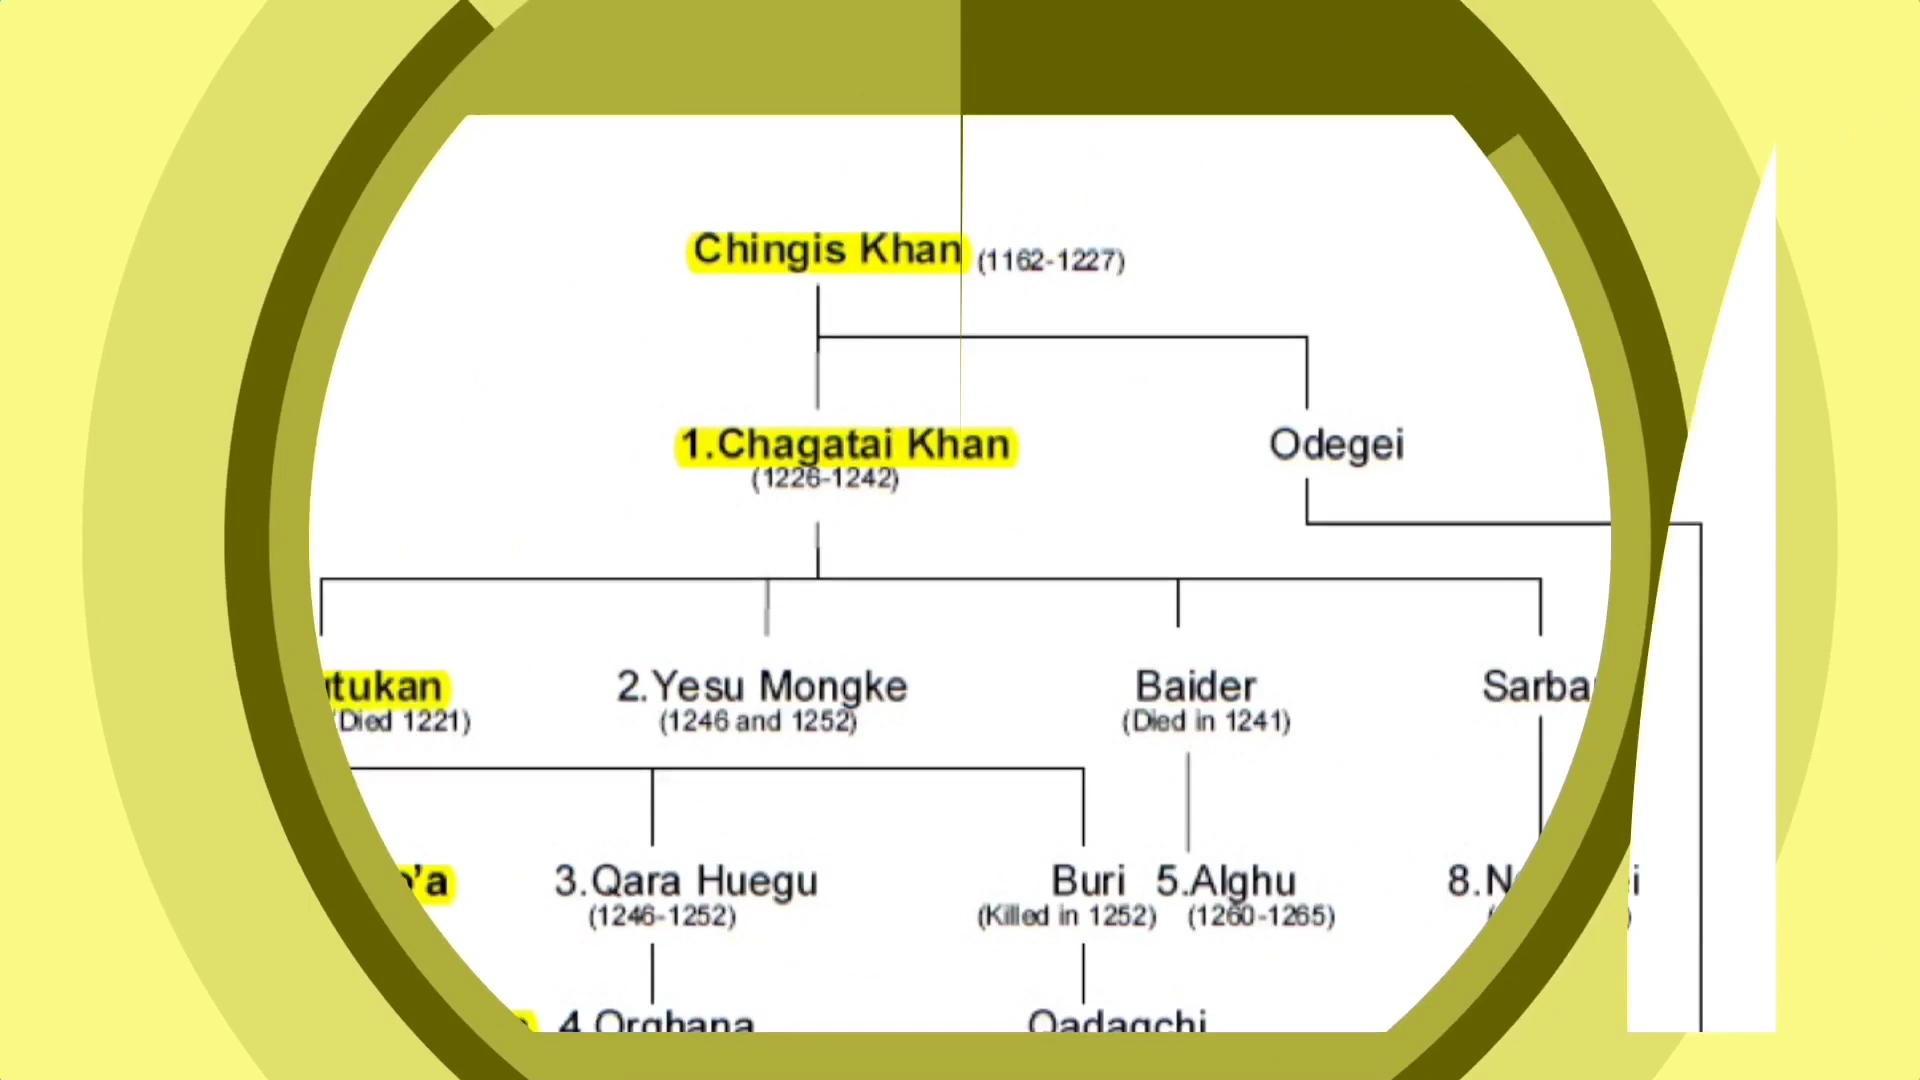 Chingis Khan (1162-1227)
1.Chagatai Khan Odegei
(1226-1242)
tukan 2.Yesu Mongke Baider Sarba
(Died 1221) (1246 and 1252) (Died in 1241)
'a 3.Qara Huegu Buri 5.Alghu 8.N
(1246-1252) (Killed in 1252) (1260-1265)
4.Orghana Qadaqchi